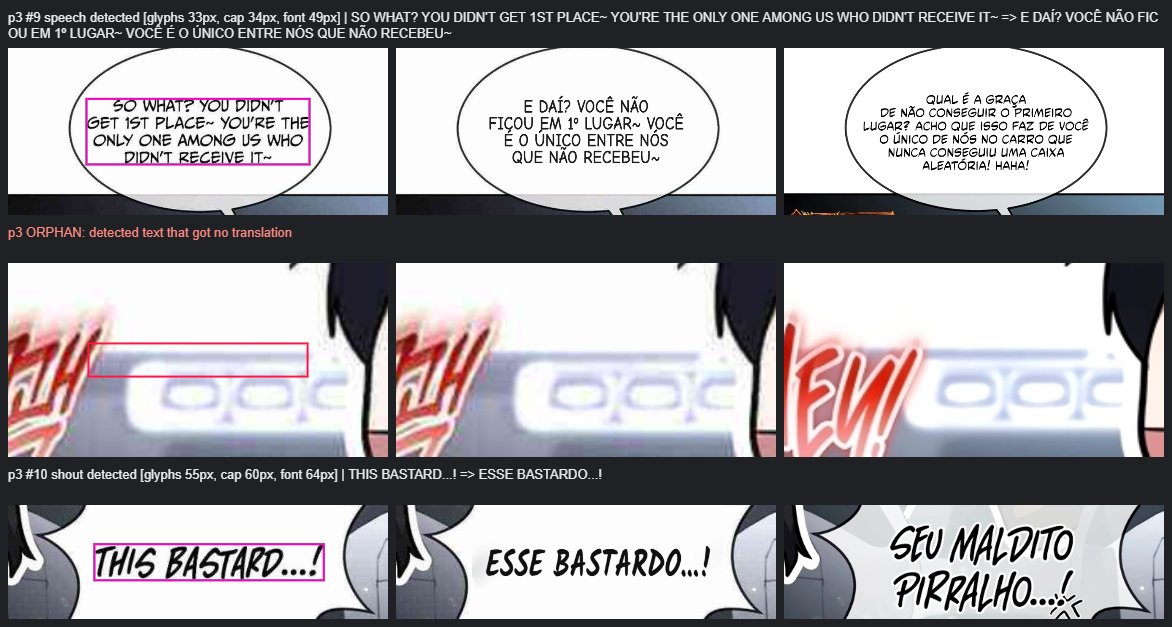 p3 #9 speech detected [glyphs 33px, cap 34px, font 49px] | SO WHAT? YOU DIDN'T GET 1ST PLACE~ YOU'RE THE ONLY ONE AMONG US WHO DIDN'T RECEIVE IT~ => E DAÍ? VOCÊ NÃO FIC
OU EM 1º LUGAR~ VOCÊ É O ÚNICO ENTRE NÓS QUE NÃO RECEBEU~
SO WHAT? YOU DIDN'T
GET 1ST PLACE~ YOU'RE THE
ONLY ONE AMONG US WHO
DIDN'T RECEIVE IT~
E DAÍ? VOCÊ NÃO
FICOU EM 1º LUGAR~ VOCÊ
É O ÚNICO ENTRE NÓS
QUE NÃO RECEBEU~
QUAL É A GRAÇA
DE NÃO CONSEGUIR O PRIMEIRO
LUGAR? ACHO QUE ISSO FAZ DE VOCÊ
O ÚNICO DE NÓS NO CARRO QUE
NUNCA CONSEGUIU UMA CAIXA
ALEATÓRIA! HAHA!
p3 ORPHAN: detected text that got no translation
EY!
p3 #10 shout detected [glyphs 55px, cap 60px, font 64px] | THIS BASTARD...! => ESSE BASTARDO...!
THIS BASTARD...!
ESSE BASTARDO...!
SEU MALDITO
PIRRALHO...!